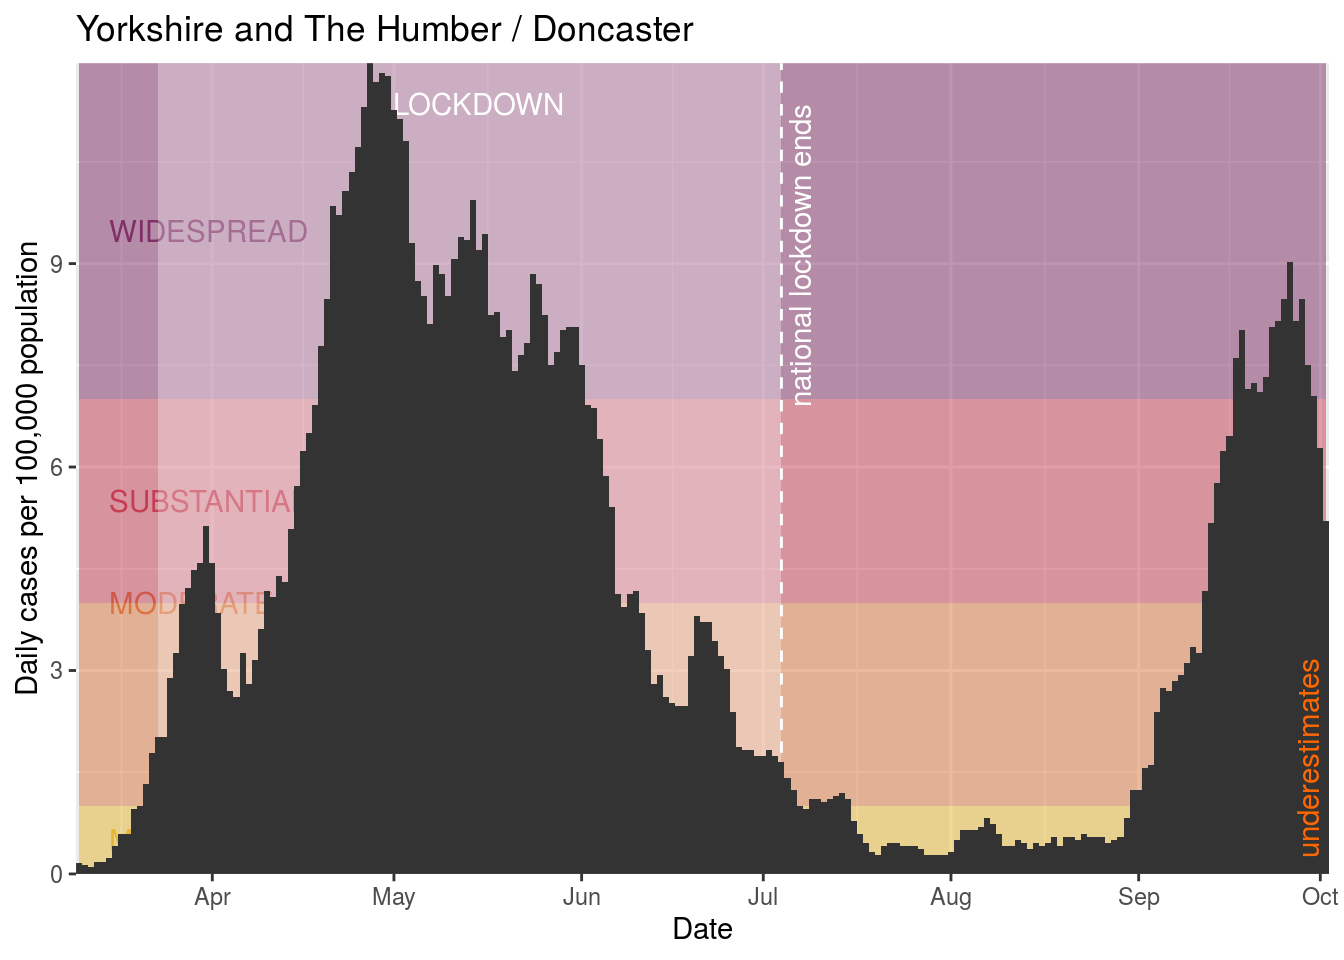 Yorkshire and The Humber / Doncaster
LOCKDOWN
national lockdown ends
WIDESPREAD
SUBSTANTIA
MODERATE
underestimates
Daily cases per 100,000 population
9
6
3
0
Apr
May
Jun
Jul
Aug
Sep
Oct
Date